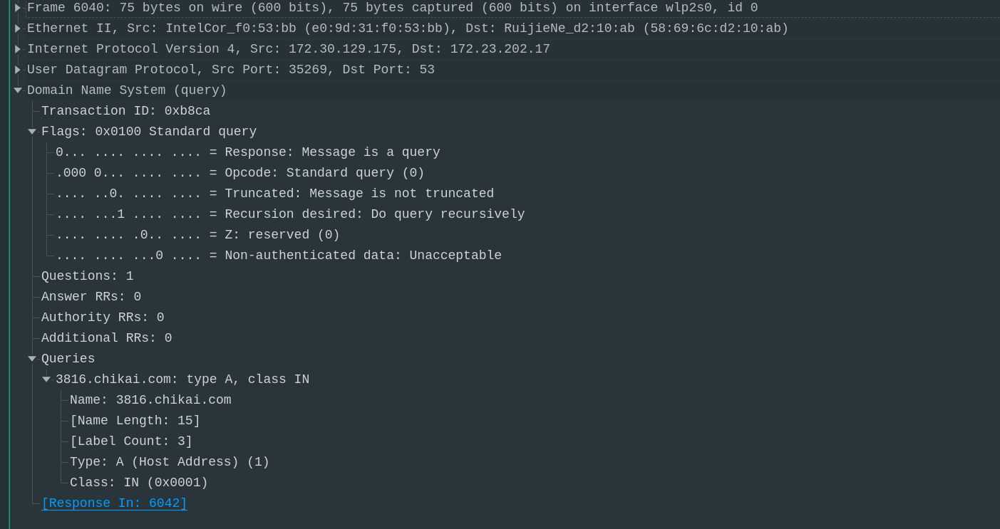 Frame 6040: 75 bytes on wire (600 bits), 75 bytes captured (600 bits) on interface wlp2s0, id 0
Ethernet II, Src: IntelCor_f0:53:bb (e0:9d:31:f0:53:bb), Dst: RuijieNe_d2:10:ab (58:69:6c:d2:10:ab)
Internet Protocol Version 4, Src: 172.30.129.175, Dst: 172.23.202.17
User Datagram Protocol, Src Port: 35269, Dst Port: 53
Domain Name System (query)
Transaction ID: 0xb8ca
Flags: 0x0100 Standard query
0... .... .... .... = Response: Message is a query
.000 0... .... .... = Opcode: Standard query (0)
.... ..0. .... .... = Truncated: Message is not truncated
.... ...1 .... .... = Recursion desired: Do query recursively
.... .... .0.. .... = Z: reserved (0)
.... .... ...0 .... = Non-authenticated data: Unacceptable
Questions: 1
Answer RRs: 0
Authority RRs: 0
Additional RRs: 0
Queries
3816.chikai.com: type A, class IN
Name: 3816.chikai.com
[Name Length: 15]
[Label Count: 3]
Type: A (Host Address) (1)
Class: IN (0x0001)
[Response In: 6042]